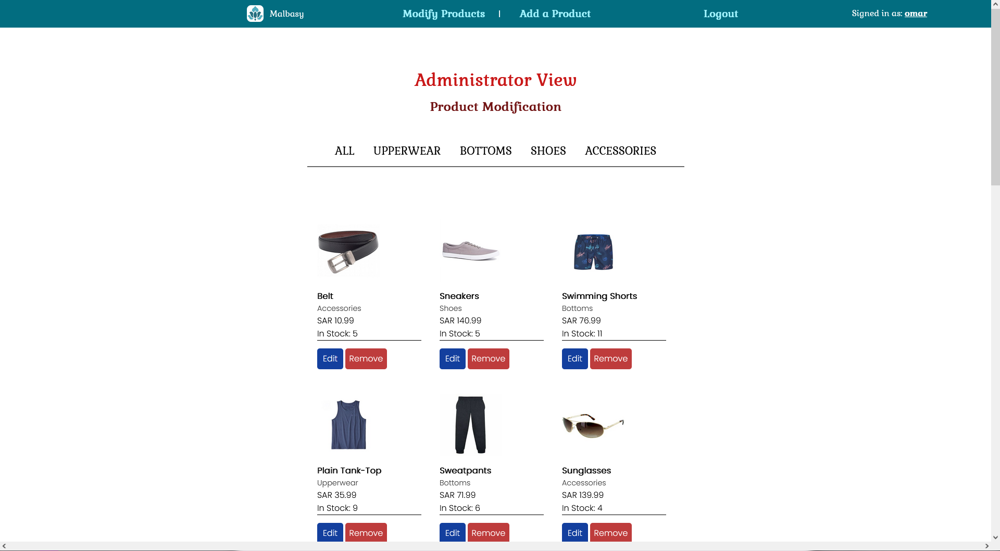 Malbasy Modify Products | Add a Product Logout Signed in as: omar
Administrator View
Product Modification
ALL UPPERWEAR BOTTOMS SHOES ACCESSORIES
Belt
Accessories
SAR 10.99
In Stock: 5
Edit Remove
Sneakers
Shoes
SAR 140.99
In Stock: 5
Edit Remove
Swimming Shorts
Bottoms
SAR 76.99
In Stock: 11
Edit Remove
Plain Tank-Top
Upperwear
SAR 35.99
In Stock: 9
Edit Remove
Sweatpants
Bottoms
SAR 71.99
In Stock: 6
Edit Remove
Sunglasses
Accessories
SAR 139.99
In Stock: 4
Edit Remove